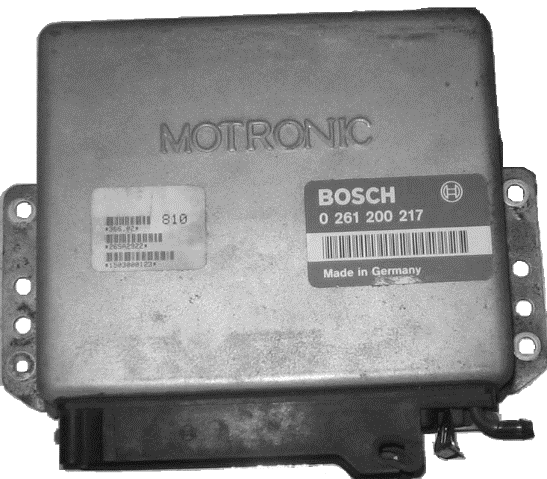 MOTRONIC
810
BOSCH
0 261 200 217
Made in Germany